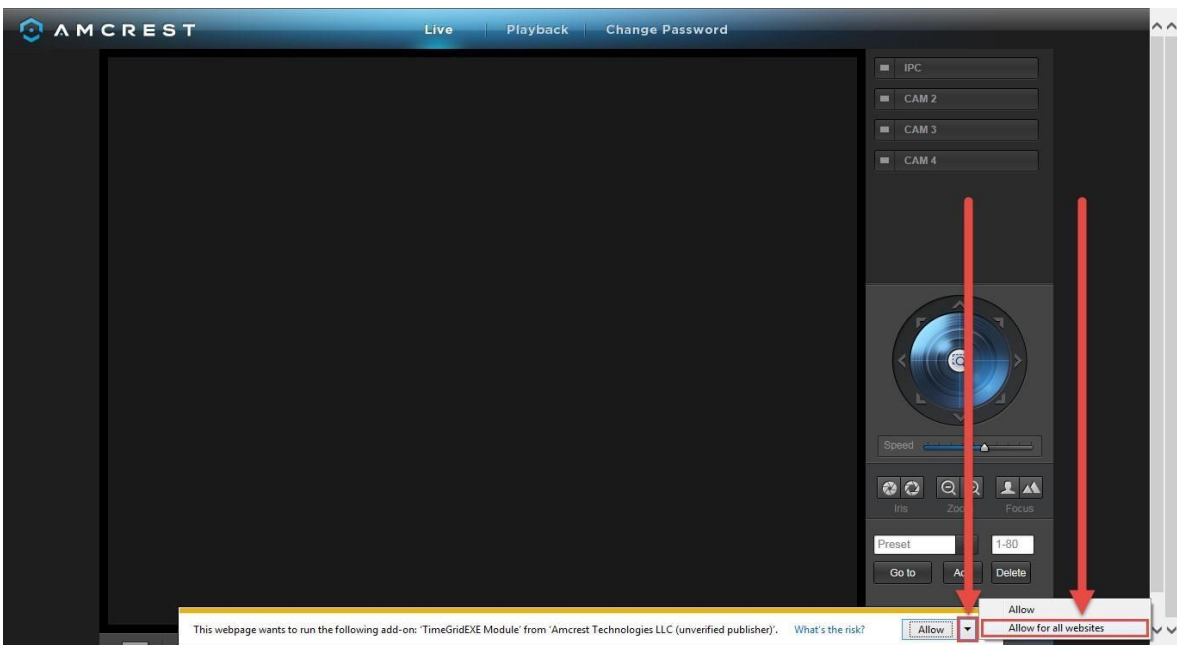 AMCREST
Live Playback Change Password
IPC
CAM 2
CAM 3
CAM 4
Speed
Iris Focus
Preset 1-80
Go to Delete
Allow
This webpage wants to run the following add-on: 'TimeGridEXE Module' from 'Amcrest Technologies LLC (unverified publisher)'. What's the risk? Allow
Allow for all websites